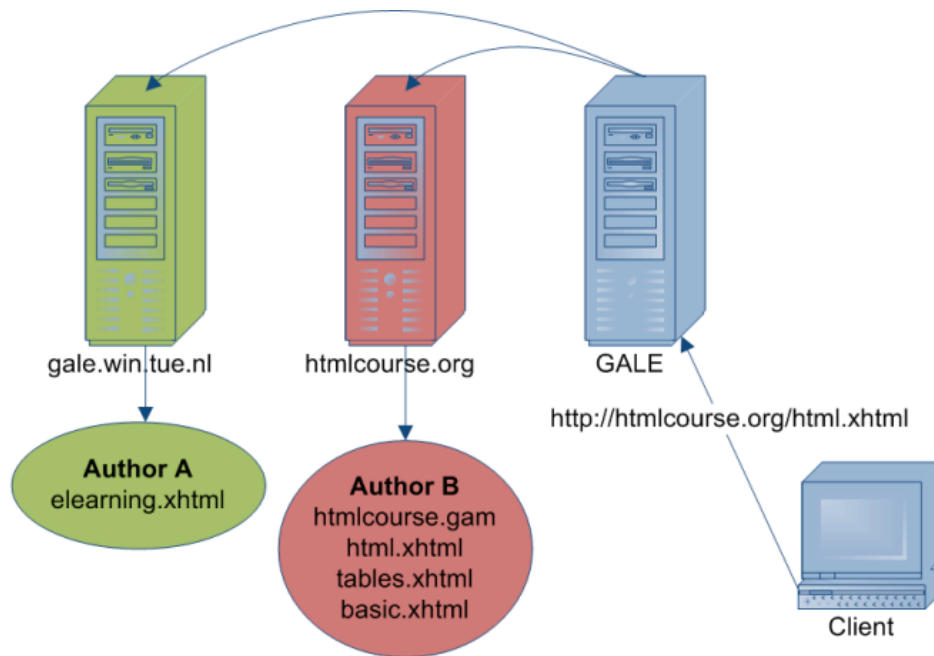 gale.win.tue.nl
htmlcourse.org
GALE
http://htmlcourse.org/html.xhtml
Author A
elearning.xhtml
Author B
htmlcourse.gam
html.xhtml
tables.xhtml
basic.xhtml
Client